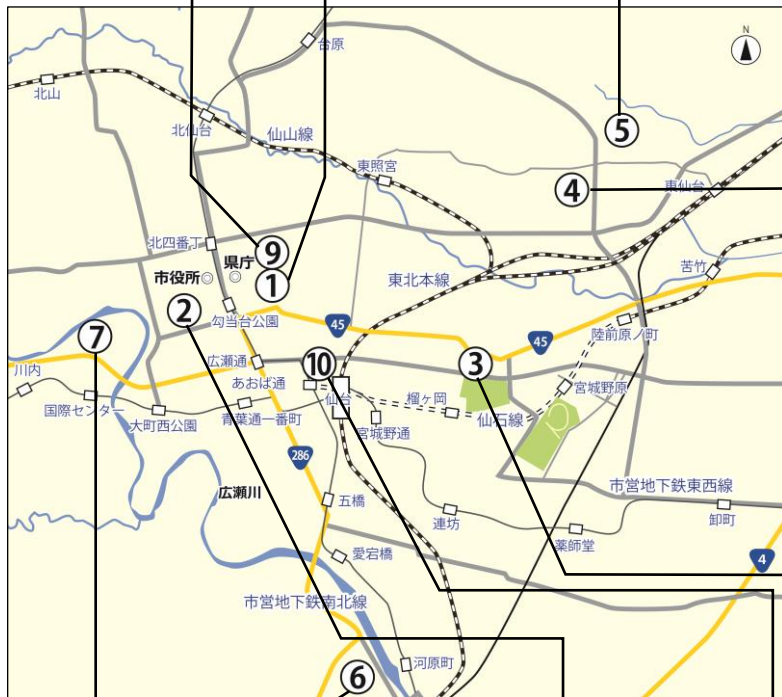 N
台原
北山
北仙台
仙山線
東照宮
⑤
④
東仙台
北四番丁
⑨
県庁
市役所
①
東北本線
苦竹
②
勾当台公園
45
陸前原ノ町
⑦
45
広瀬通
⑩
③
川内
あおば通
仙台
榴ヶ岡
宮城野原
国際センター
大町西公園
青葉通一番町
宮城野通
仙石線
286
広瀬川
五橋
連坊
市営地下鉄東西線
卸町
薬師堂
愛宕橋
4
市営地下鉄南北線
河原町
⑥